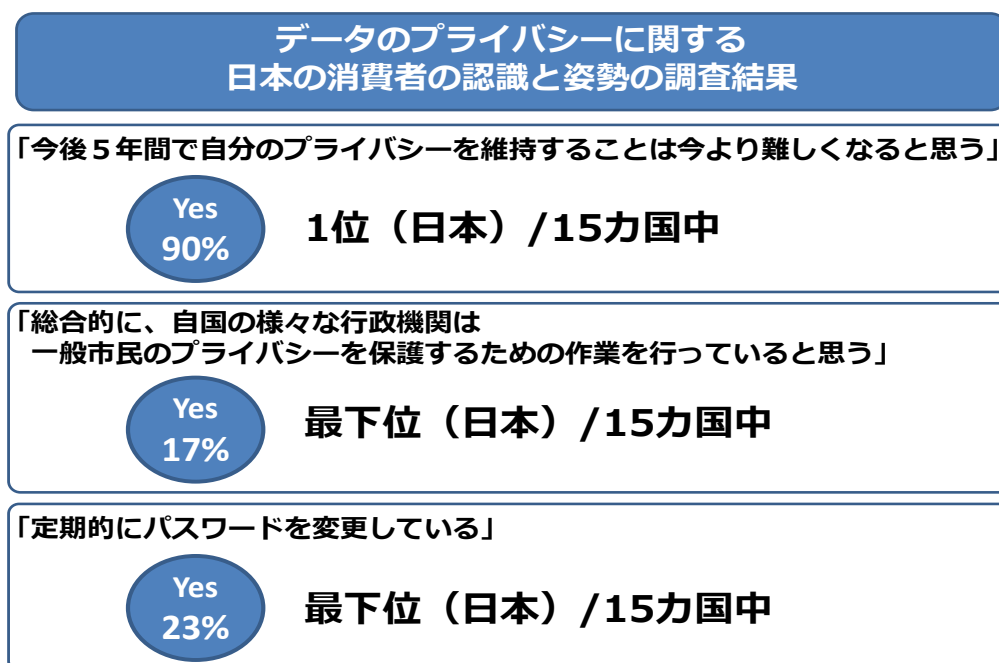 データのプライバシーに関する
日本の消費者の認識と姿勢の調査結果
「今後５年間で自分のプライバシーを維持することは今より難しくなると思う」
Yes
90%
1位（日本）/15カ国中
「総合的に、自国の様々な行政機関は
一般市民のプライバシーを保護するための作業を行っていると思う」
Yes
17%
最下位（日本）/15カ国中
「定期的にパスワードを変更している」
Yes
23%
最下位（日本）/15カ国中